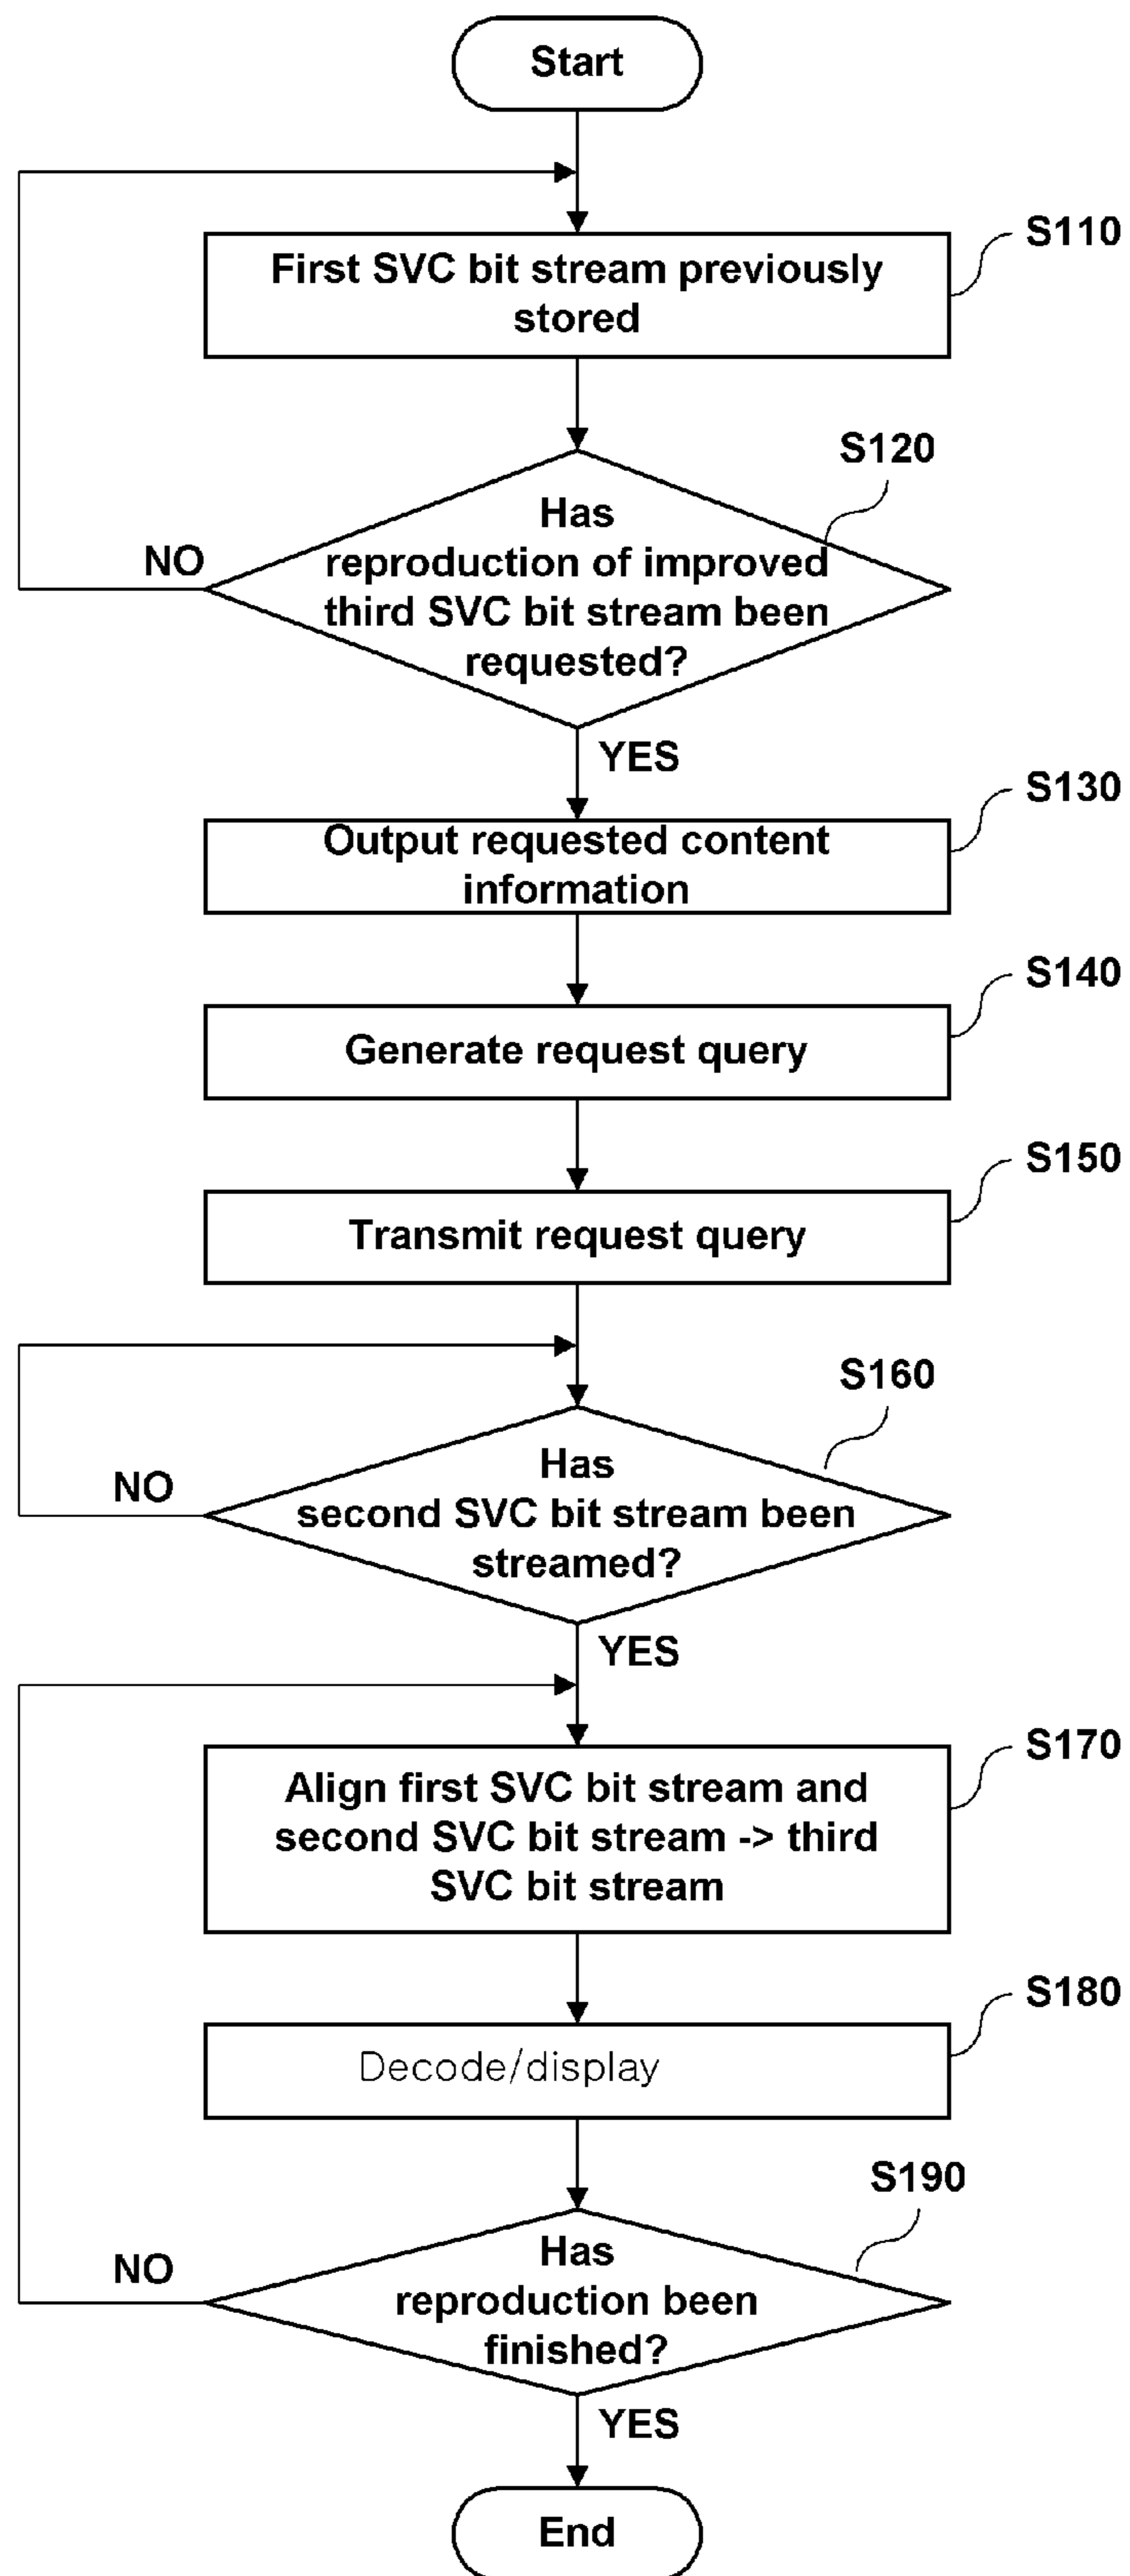 Start
S110
First SVC bit stream previously
stored
S120
Has
reproduction of improved
third SVC bit stream been
requested?
NO
YES
S130
Output requested content
information
S140
Generate request query
S150
Transmit request query
S160
Has
second SVC bit stream been
streamed?
NO
YES
S170
Align first SVC bit stream and
second SVC bit stream -> third
SVC bit stream
S180
Decode/display
S190
Has
reproduction been
finished?
NO
YES
End